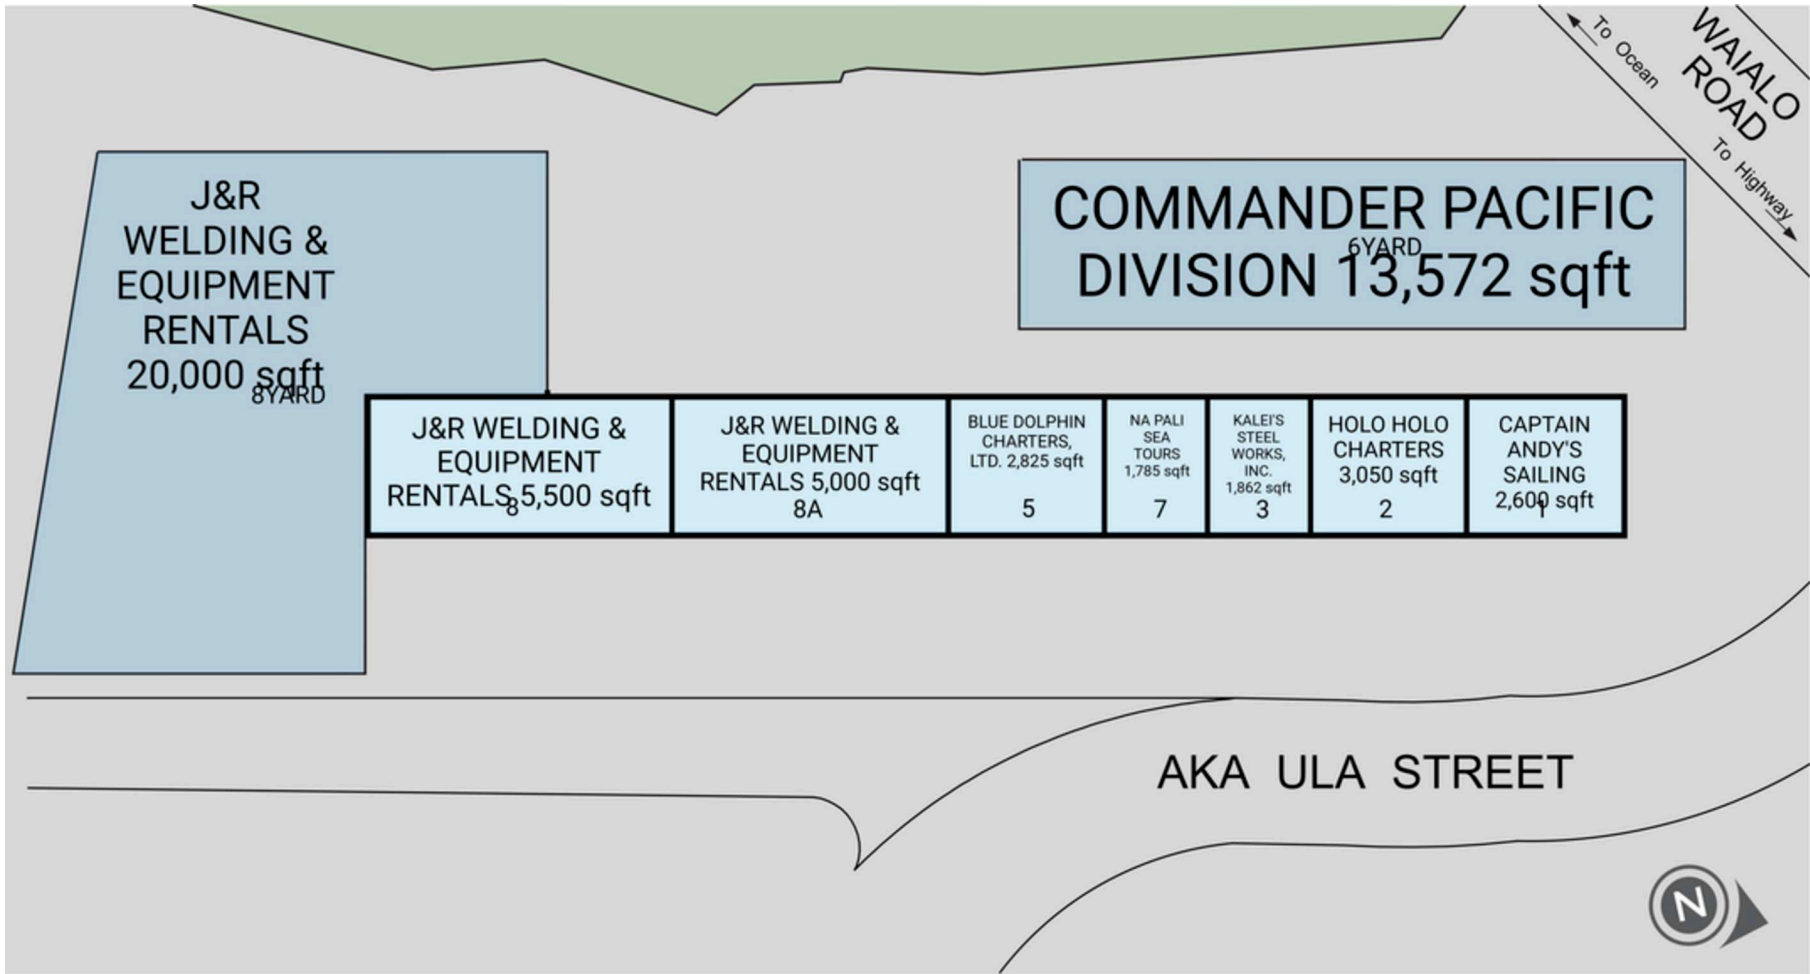 WAIALO
ROAD
To Ocean
To Highway
J&R
WELDING &
EQUIPMENT
RENTALS
20,000 sqft
8YARD
COMMANDER PACIFIC
6YARD
DIVISION 13,572 sqft
J&R WELDING &
EQUIPMENT
RENTALS 5,500 sqft
8
J&R WELDING &
EQUIPMENT
RENTALS 5,000 sqft
8A
BLUE DOLPHIN
CHARTERS,
LTD. 2,825 sqft
5
NA PALI
SEA
TOURS
1,785 sqft
7
KALEI'S
STEEL
WORKS,
INC.
1,862 sqft
3
HOLO HOLO
CHARTERS
3,050 sqft
2
CAPTAIN
ANDY'S
SAILING
2,600 sqft
1
AKA ULA STREET
N